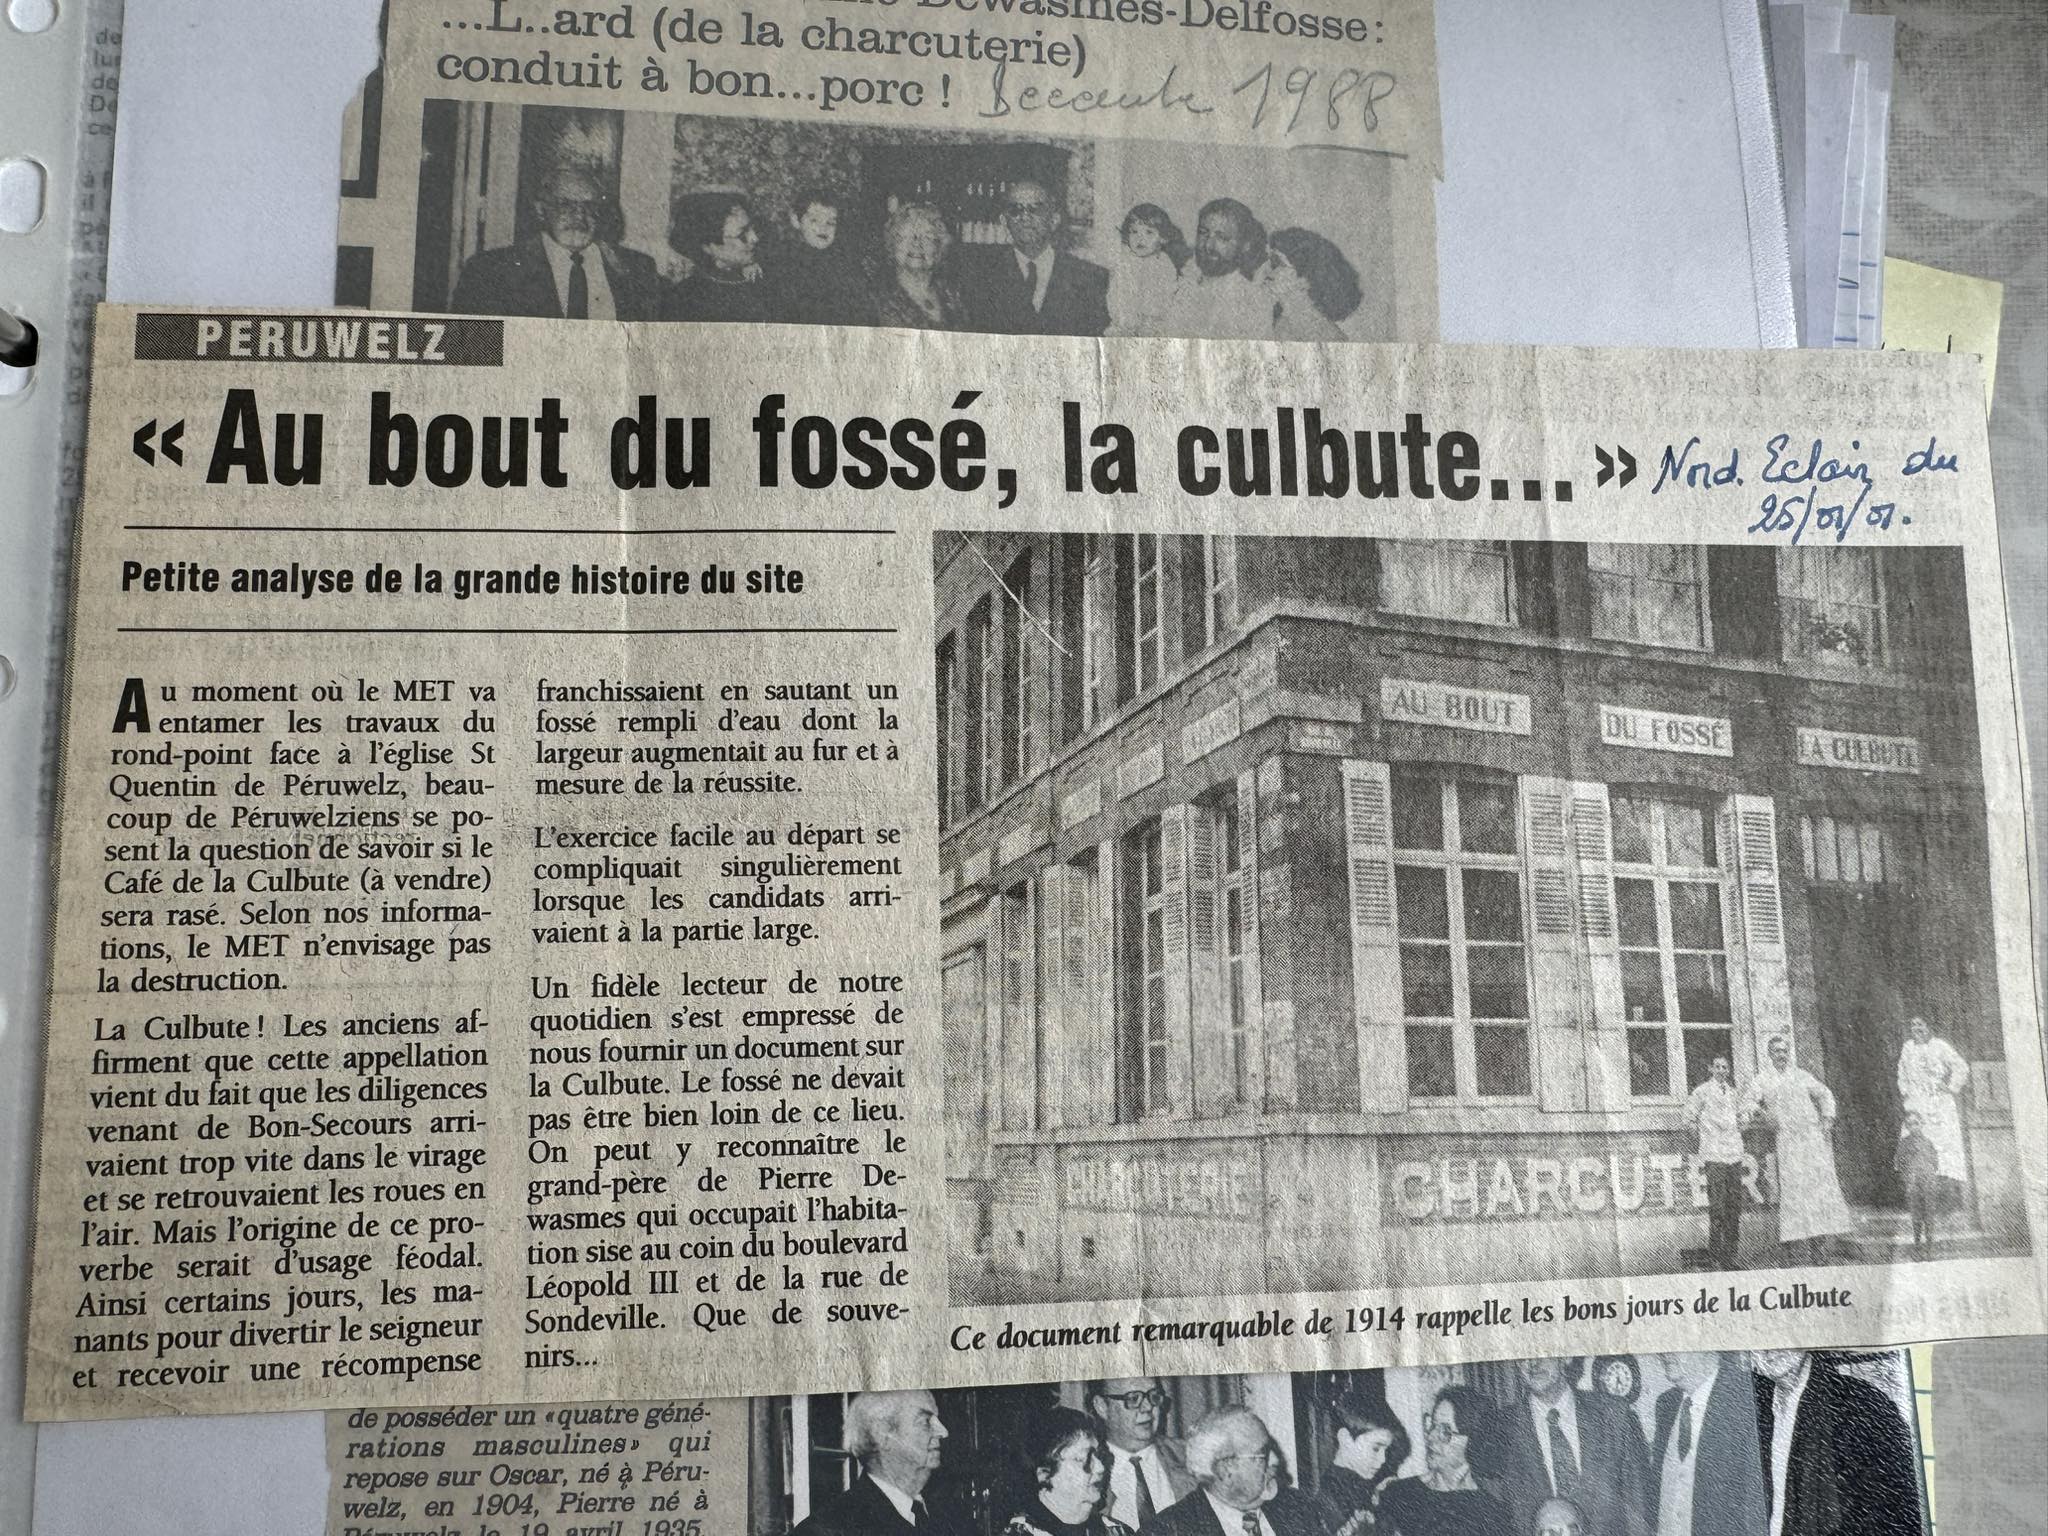 Dewasmes-Delfosse:
...L..ard (de la charcuterie)
conduit à bon...porc !
1988
PERUWELZ
« Au bout du fossé, la culbute... »
Nord. Eclair du
25/01/01.
Petite analyse de la grande histoire du site
Au moment où le MET va
entamer les travaux du
rond-point face à l'église St
Quentin de Péruwelz, beau-
coup de Péruwelziens se po-
sent la question de savoir si le
Café de la Culbute (à vendre)
sera rasé. Selon nos informa-
tions, le MET n'envisage pas
la destruction.
La Culbute ! Les anciens af-
firment que cette appellation
vient du fait que les diligences
venant de Bon-Secours arri-
vaient trop vite dans le virage
et se retrouvaient les roues en
l'air. Mais l'origine de ce pro-
verbe serait d'usage féodal.
Ainsi certains jours, les ma-
nants pour divertir le seigneur
et recevoir une récompense
franchissaient en sautant un
fossé rempli d'eau dont la
largeur augmentait au fur et à
mesure de la réussite.
L'exercice facile au départ se
compliquait singulièrement
lorsque les candidats arri-
vaient à la partie large.
Un fidèle lecteur de notre
quotidien s'est empressé de
nous fournir un document sur
la Culbute. Le fossé ne devait
pas être bien loin de ce lieu.
On peut y reconnaître le
grand-père de Pierre De-
wasmes qui occupait l'habita-
tion sise au coin du boulevard
Léopold III et de la rue de
Sondeville. Que de souve-
nirs...
AU BOUT
DU FOSSÉ
LA CULBUTE
CHARCUTERIE
CHARCUTER
Ce document remarquable de 1914 rappelle les bons jours de la Culbute
de posséder un «quatre géné-
rations masculines» qui
repose sur Oscar, né à Péru-
welz, en 1904, Pierre né à
Péruwelz le 19 avril 1935,